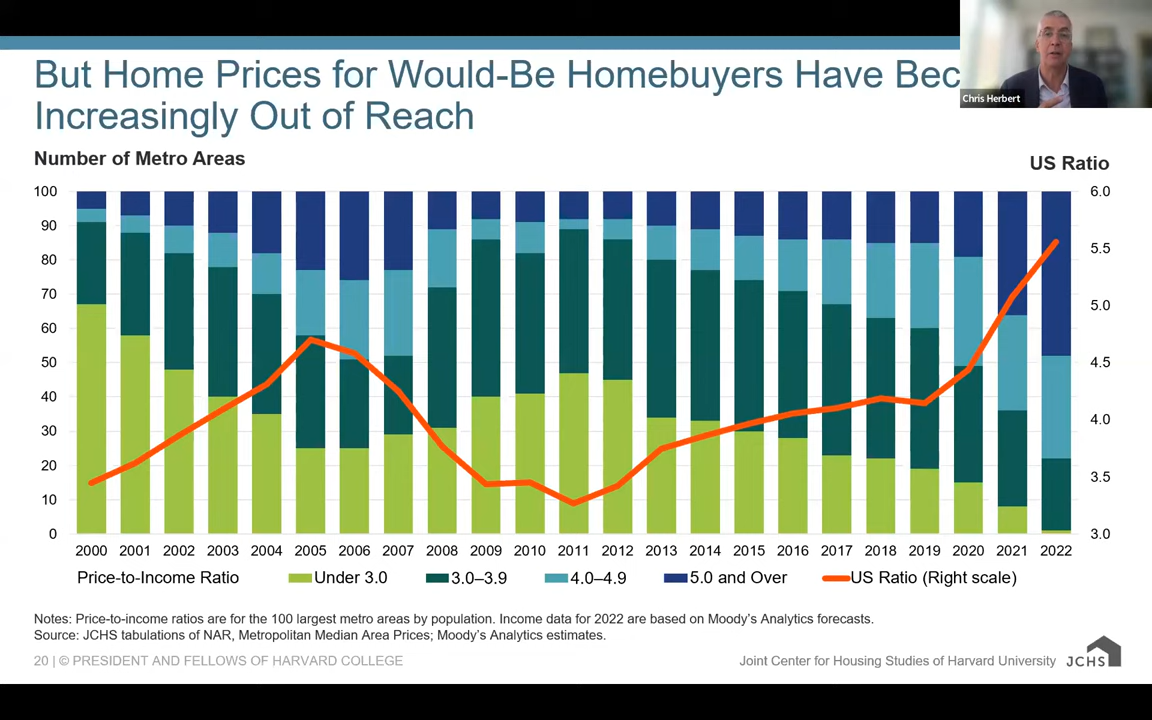 But Home Prices for Would-Be Homebuyers Have Bec
Increasingly Out of Reach
Chris Herbert
Number of Metro Areas
US Ratio
100
90
80
70
60
50
40
30
20
10
0
6.0
5.5
5.0
4.5
4.0
3.5
3.0
2000 2001 2002 2003 2004 2005 2006 2007 2008 2009 2010 2011 2012 2013 2014 2015 2016 2017 2018 2019 2020 2021 2022
Price-to-Income Ratio Under 3.0 3.0–3.9 4.0–4.9 5.0 and Over US Ratio (Right scale)
Notes: Price-to-income ratios are for the 100 largest metro areas by population. Income data for 2022 are based on Moody's Analytics forecasts.
Source: JCHS tabulations of NAR, Metropolitan Median Area Prices; Moody's Analytics estimates.
20 | © PRESIDENT AND FELLOWS OF HARVARD COLLEGE
Joint Center for Housing Studies of Harvard University JCHS